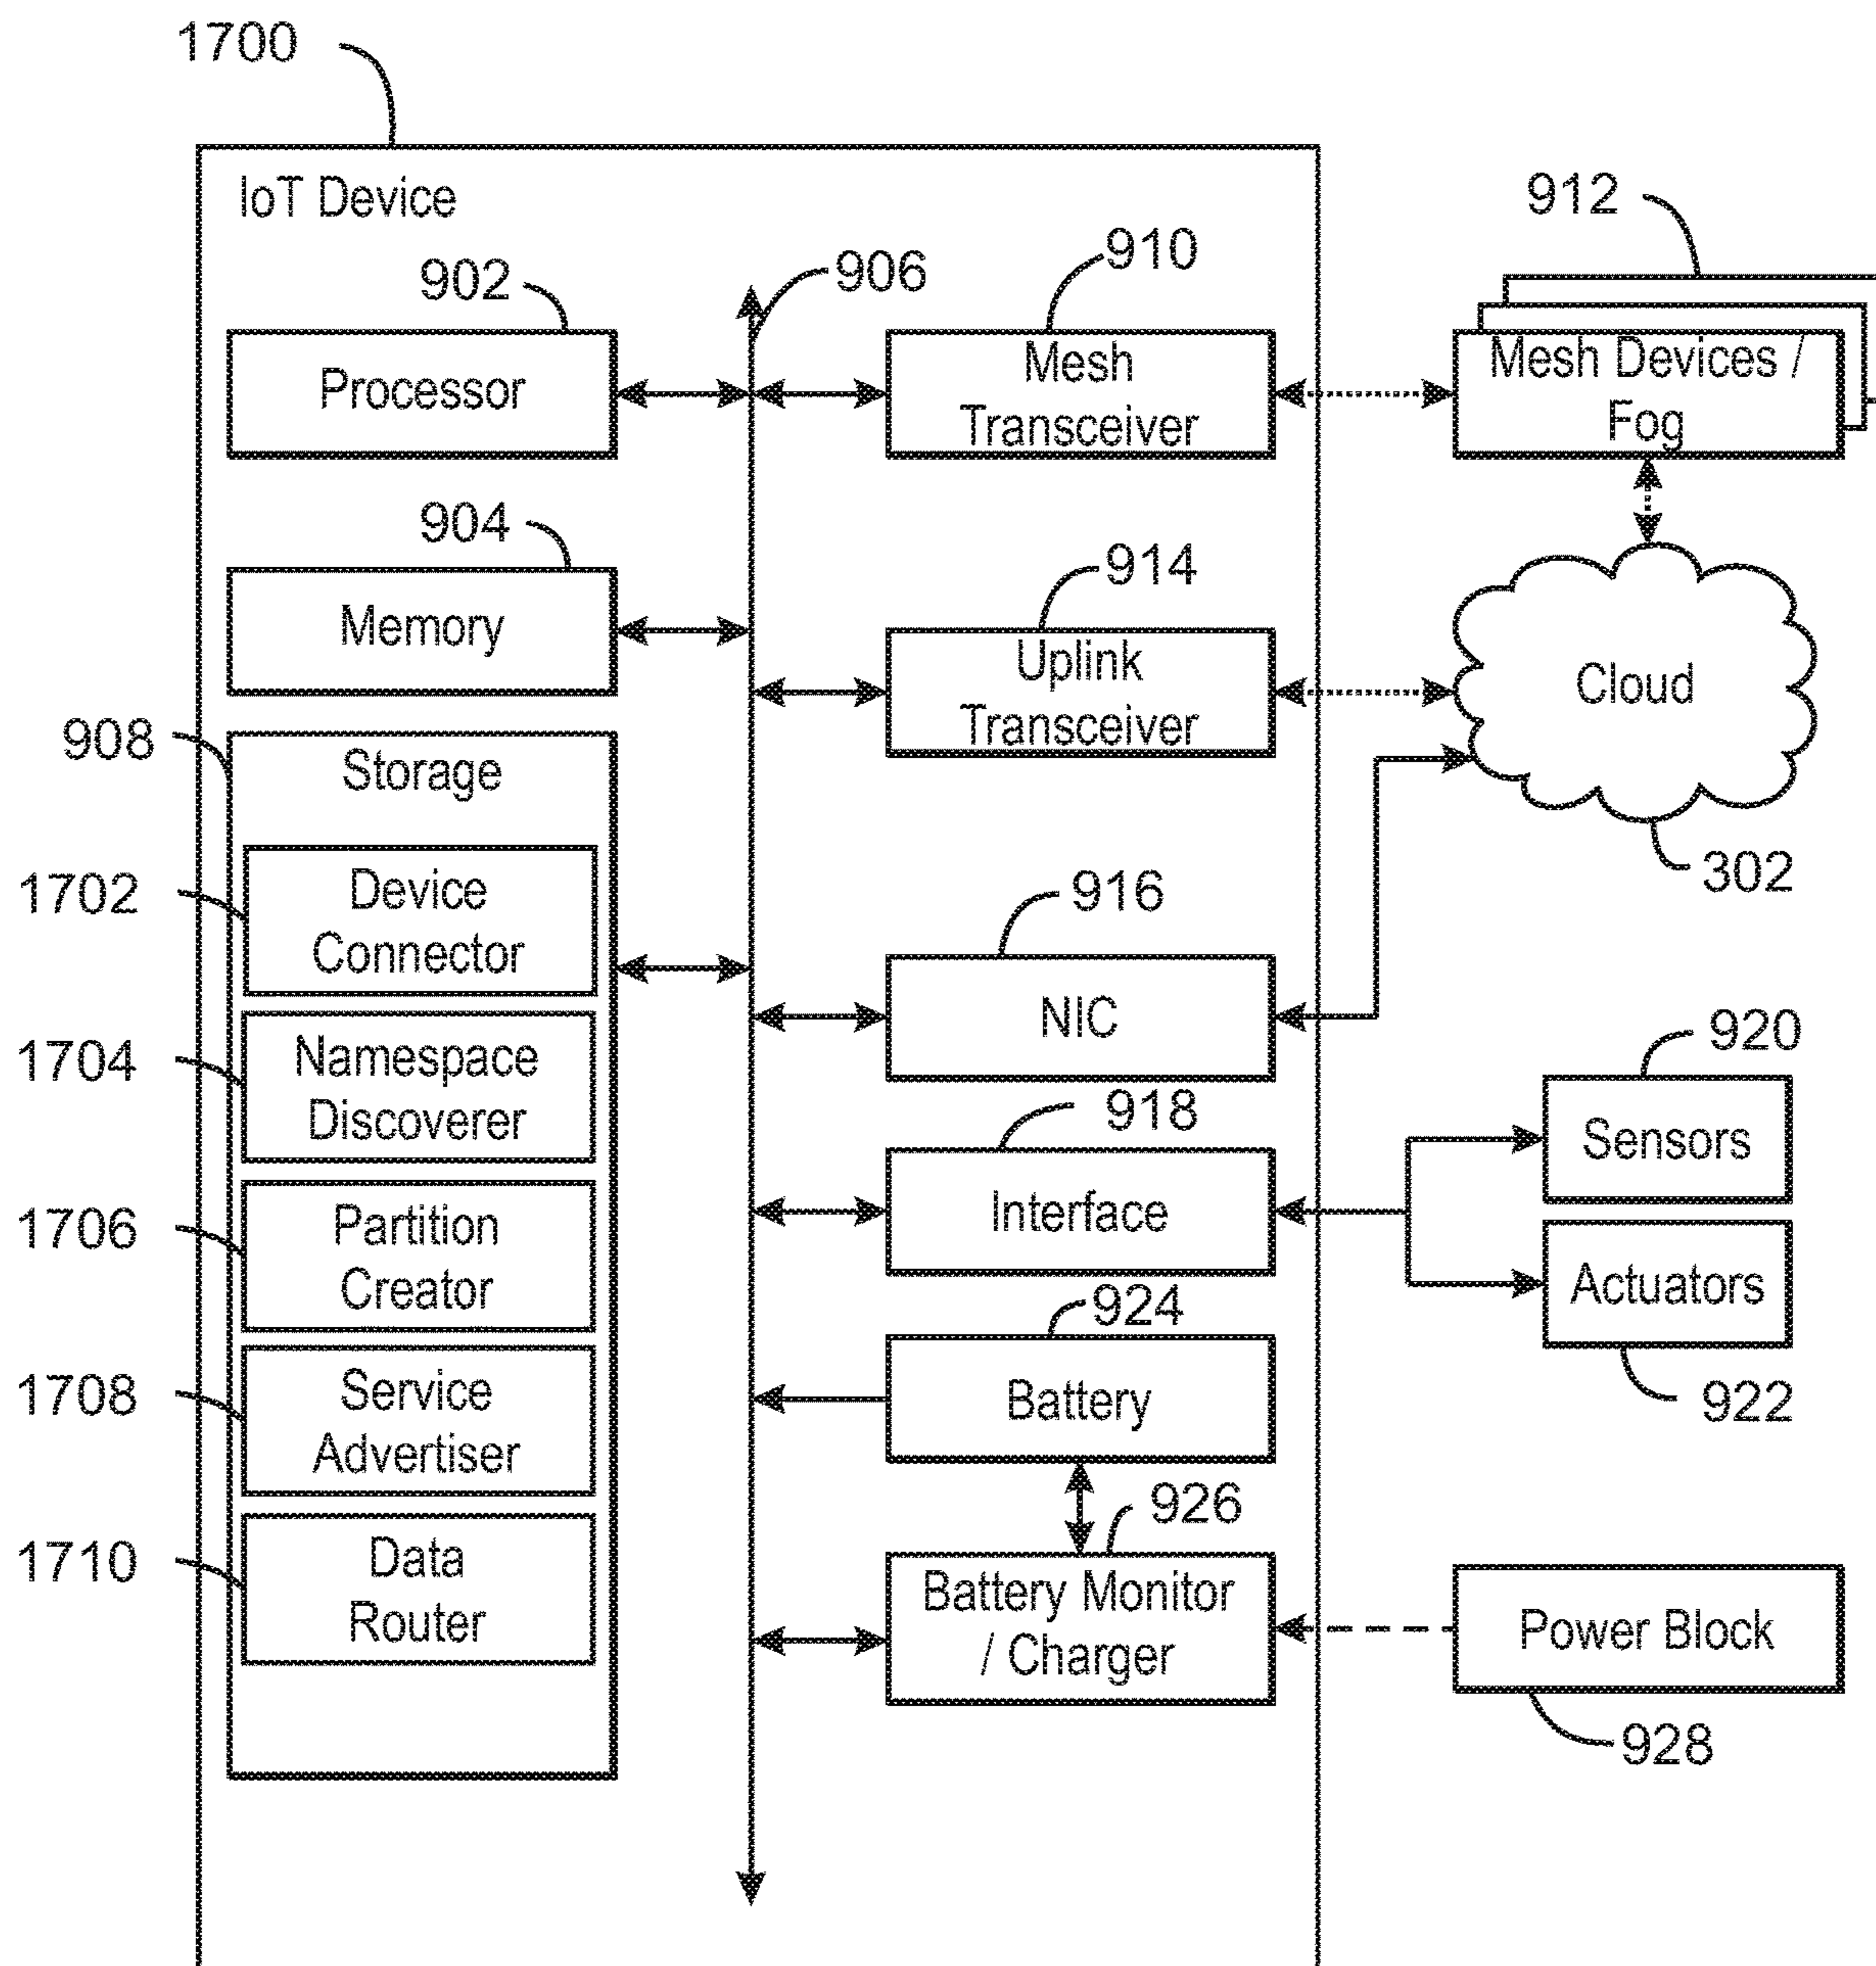 1700
IoT Device
912
902
906
910
Processor
Mesh
Transceiver
Mesh Devices /
Fog
904
914
Memory
Uplink
Transceiver
Cloud
908
Storage
302
1702
Device
Connector
916
NIC
1704
Namespace
Discoverer
918
920
Sensors
1706
Partition
Creator
Interface
Actuators
924
922
1708
Service
Advertiser
Battery
926
1710
Data
Router
Battery Monitor
/ Charger
Power Block
928